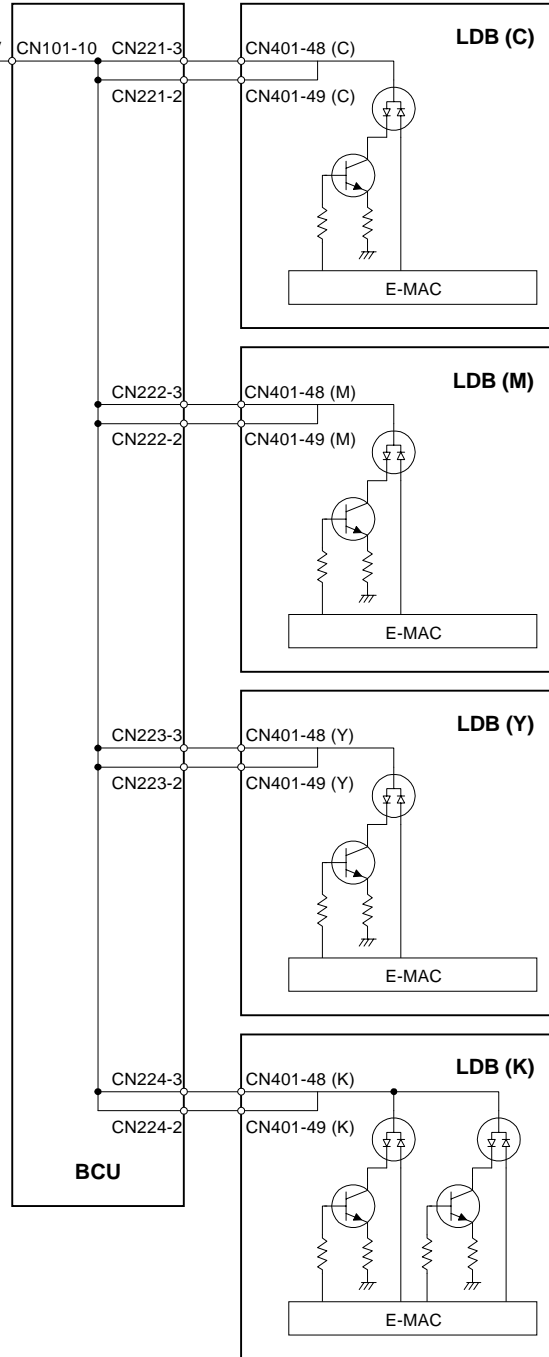 LDB (C)
CN101-10 CN221-3 CN401-48 (C)
CN221-2 CN401-49 (C)
E-MAC
LDB (M)
CN222-3 CN401-48 (M)
CN222-2 CN401-49 (M)
E-MAC
LDB (Y)
CN223-3 CN401-48 (Y)
CN223-2 CN401-49 (Y)
E-MAC
LDB (K)
CN224-3 CN401-48 (K)
CN224-2 CN401-49 (K)
BCU
E-MAC